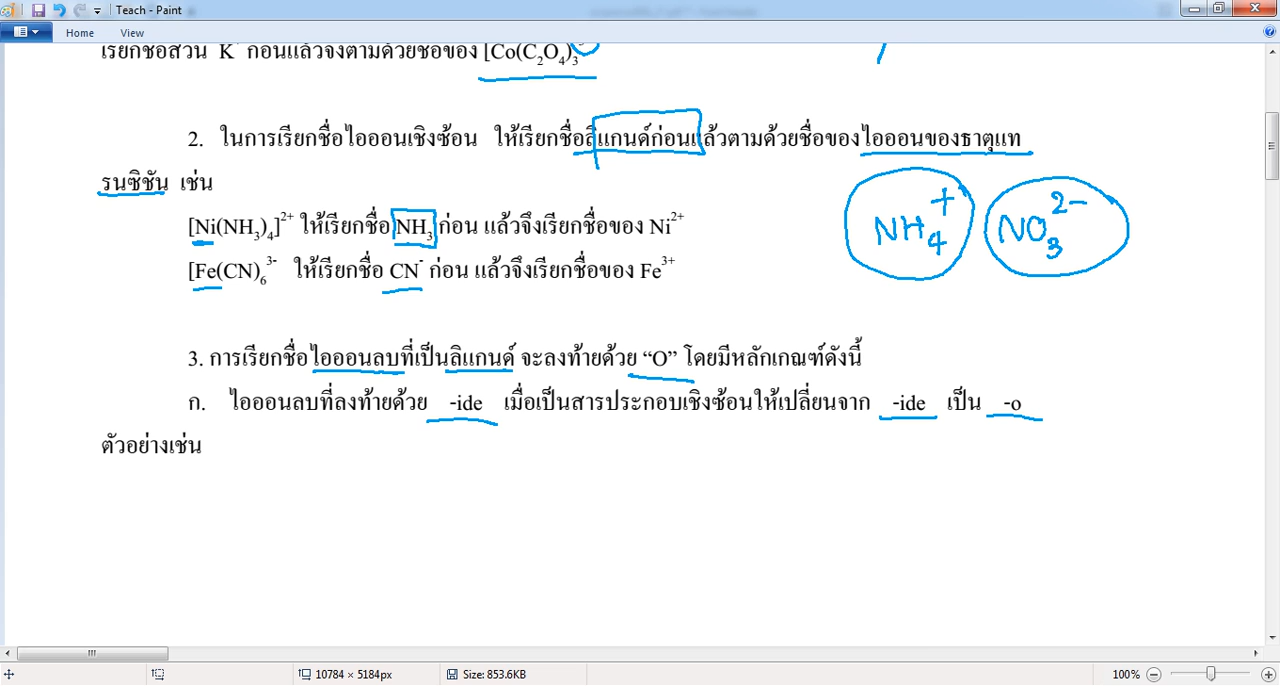 Teach - Paint
Home View
เรียกชื่อส่วน K⁺ ก่อนแล้วจึงตามด้วยชื่อของ [Co(C₂O₄)₃
2. ในการเรียกชื่อไอออนเชิงซ้อน ให้เรียกชื่อลิแกนด์ก่อนแล้วตามด้วยชื่อของไอออนของธาตุแท
รนซิชัน เช่น
[Ni(NH₃)₄]²⁺ ให้เรียกชื่อ NH₃ ก่อน แล้วจึงเรียกชื่อของ Ni²⁺
NH₄⁺ NO₃²⁻
[Fe(CN)₆³⁻ ให้เรียกชื่อ CN⁻ ก่อน แล้วจึงเรียกชื่อของ Fe³⁺
3. การเรียกชื่อไอออนลบที่เป็นลิแกนด์ จะลงท้ายด้วย “O” โดยมีหลักเกณฑ์ดังนี้
ก. ไอออนลบที่ลงท้ายด้วย -ide เมื่อเป็นสารประกอบเชิงซ้อนให้เปลี่ยนจาก -ide เป็น -o
ตัวอย่างเช่น
10784 × 5184px Size: 853.6KB 100%